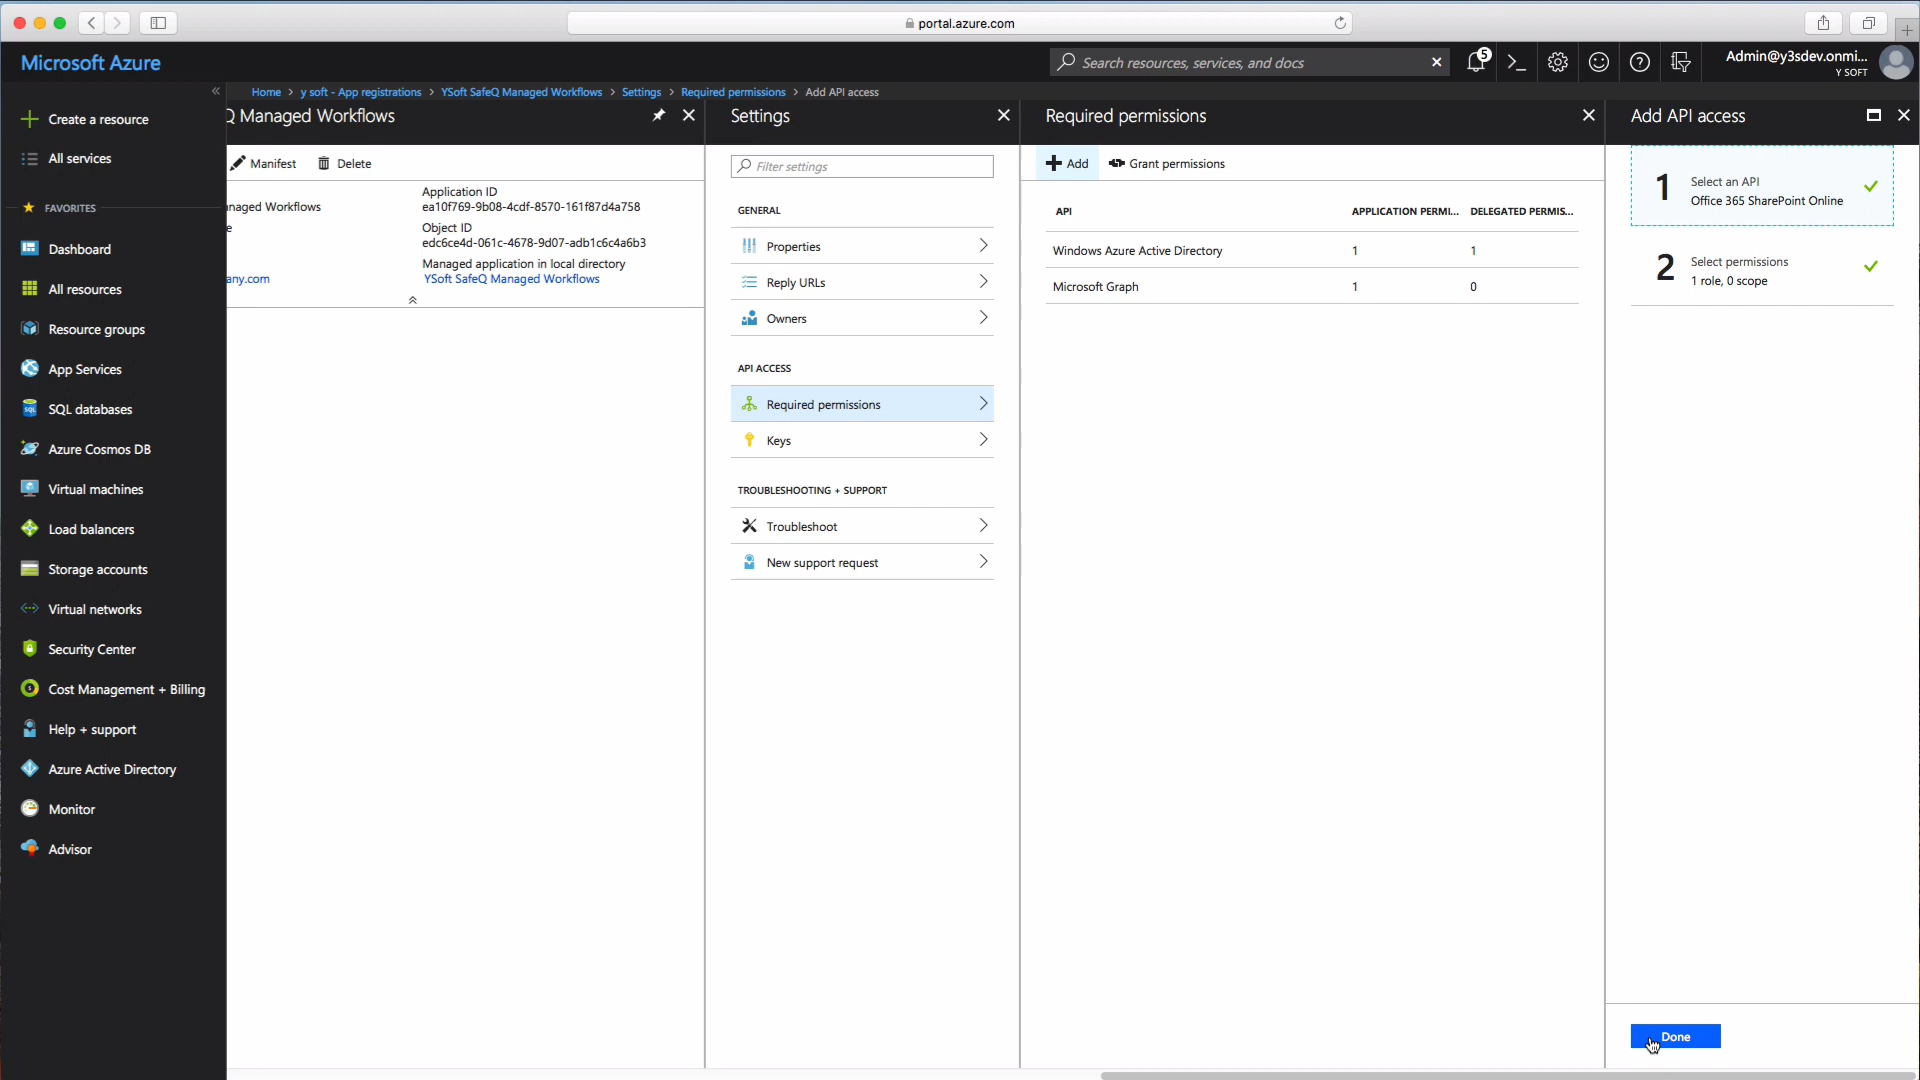 portal.azure.com
Microsoft Azure
Search resources, services, and docs
5
Admin@y3sdev.onmi...
Y SOFT
Home > y soft - App registrations > YSoft SafeQ Managed Workflows > Settings > Required permissions > Add API access
Create a resource
All services
FAVORITES
Dashboard
All resources
Resource groups
App Services
SQL databases
Azure Cosmos DB
Virtual machines
Load balancers
Storage accounts
Virtual networks
Security Center
Cost Management + Billing
Help + support
Azure Active Directory
Monitor
Advisor
Q Managed Workflows
Manifest
Delete
naged Workflows
e
any.com
Application ID
ea10f769-9b08-4cdf-8570-161f87d4a758
Object ID
edc6ce4d-061c-4678-9d07-adb1c6c4a6b3
Managed application in local directory
YSoft SafeQ Managed Workflows
Settings
Filter settings
GENERAL
Properties
Reply URLs
Owners
API ACCESS
Required permissions
Keys
TROUBLESHOOTING + SUPPORT
Troubleshoot
New support request
Required permissions
Add
Grant permissions
API APPLICATION PERMI... DELEGATED PERMIS...
Windows Azure Active Directory 1 1
Microsoft Graph 1 0
Add API access
1
Select an API
Office 365 SharePoint Online
2
Select permissions
1 role, 0 scope
Done